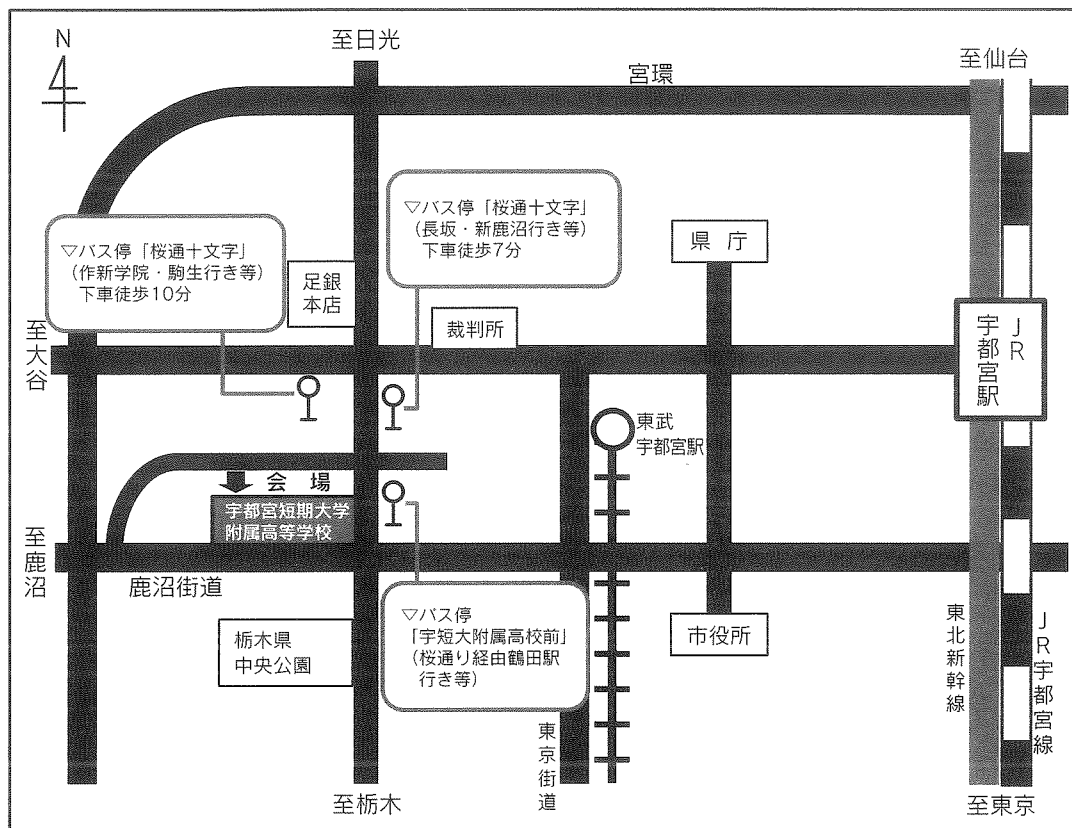 N
至日光
至仙台
宮環
▽バス停「桜通十文字」
(長坂・新鹿沼行き等)
下車徒歩7分
▽バス停「桜通十文字」
(作新学院・駒生行き等)
下車徒歩10分
足銀
本店
県庁
裁判所
至大谷
JR
宇都宮駅
東武
宇都宮駅
会場
宇都宮短期大学
附属高等学校
至鹿沼
鹿沼街道
▽バス停
「宇短大附属高校前」
(桜通り経由鶴田駅
行き等)
栃木県
中央公園
市役所
東北新幹線
JR宇都宮線
東京街道
至栃木
至東京